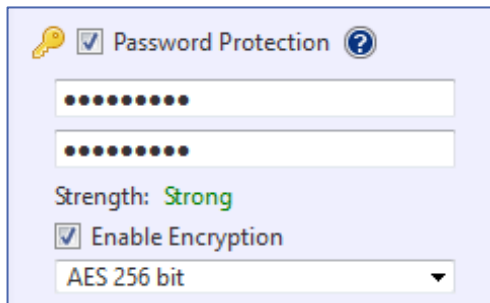 Password Protection ?
●●●●●●●●●
●●●●●●●●●
Strength: Strong
Enable Encryption
AES 256 bit